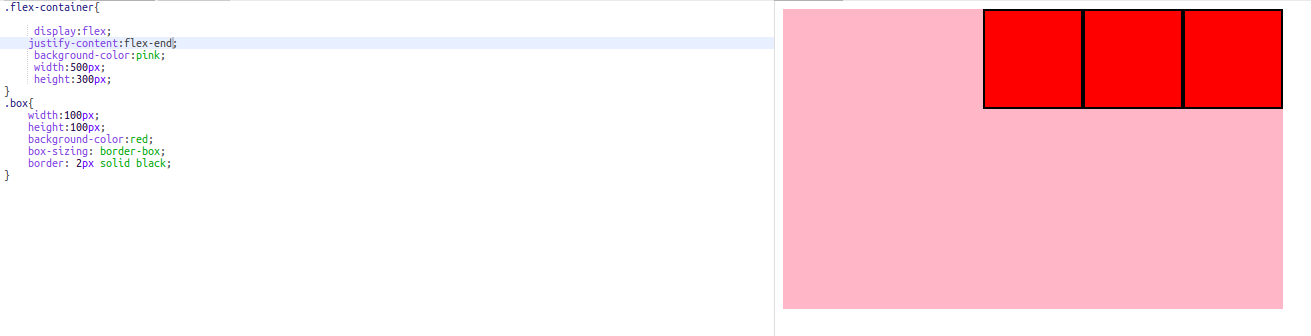 .flex-container{
display:flex;
justify-content:flex-end;
background-color:pink;
width:500px;
height:300px;
}
.box{
width:100px;
height:100px;
background-color:red;
box-sizing: border-box;
border: 2px solid black;
}